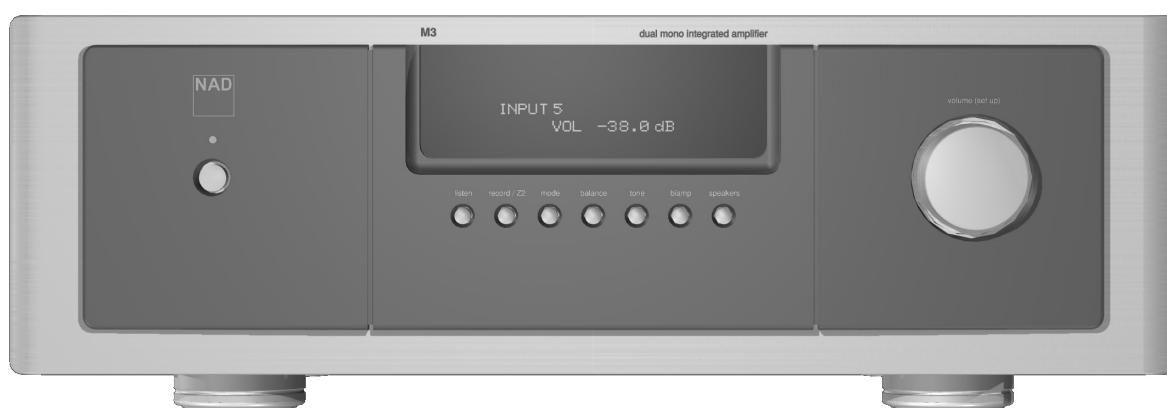 M3
dual mono integrated amplifier
NAD
INPUT 5
VOL -38.0 dB
volume (set up)
listen
record / Z2
mode
balance
tone
biamp
speakers